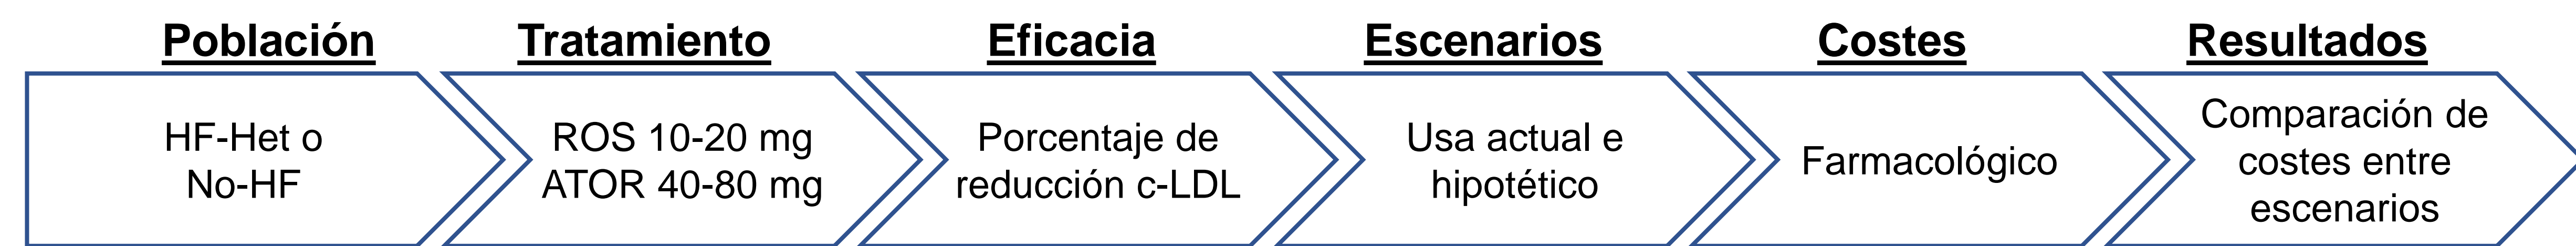 Población
HF-Het o
No-HF
Tratamiento
ROS 10-20 mg
ATOR 40-80 mg
Eficacia
Porcentaje de
reducción c-LDL
Escenarios
Usa actual e
hipotético
Costes
Farmacológico
Resultados
Comparación de
costes entre
escenarios